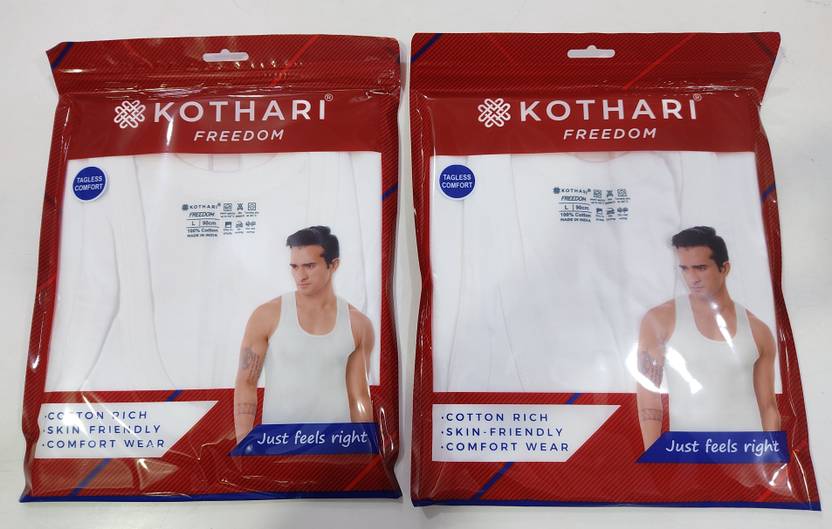 KOTHARI®
FREEDOM
TAGLESS
COMFORT
KOTHARI
FREEDOM
L 90cm
100% Cotton
MADE IN INDIA
·COTTON RICH
·SKIN-FRIENDLY
·COMFORT WEAR
Just feels right
KOTHARI®
FREEDOM
TAGLESS
COMFORT
KOTHARI
FREEDOM
L 90cm
100% Cotton
MADE IN INDIA
·COTTON RICH
·SKIN-FRIENDLY
·COMFORT WEAR
Just feels right